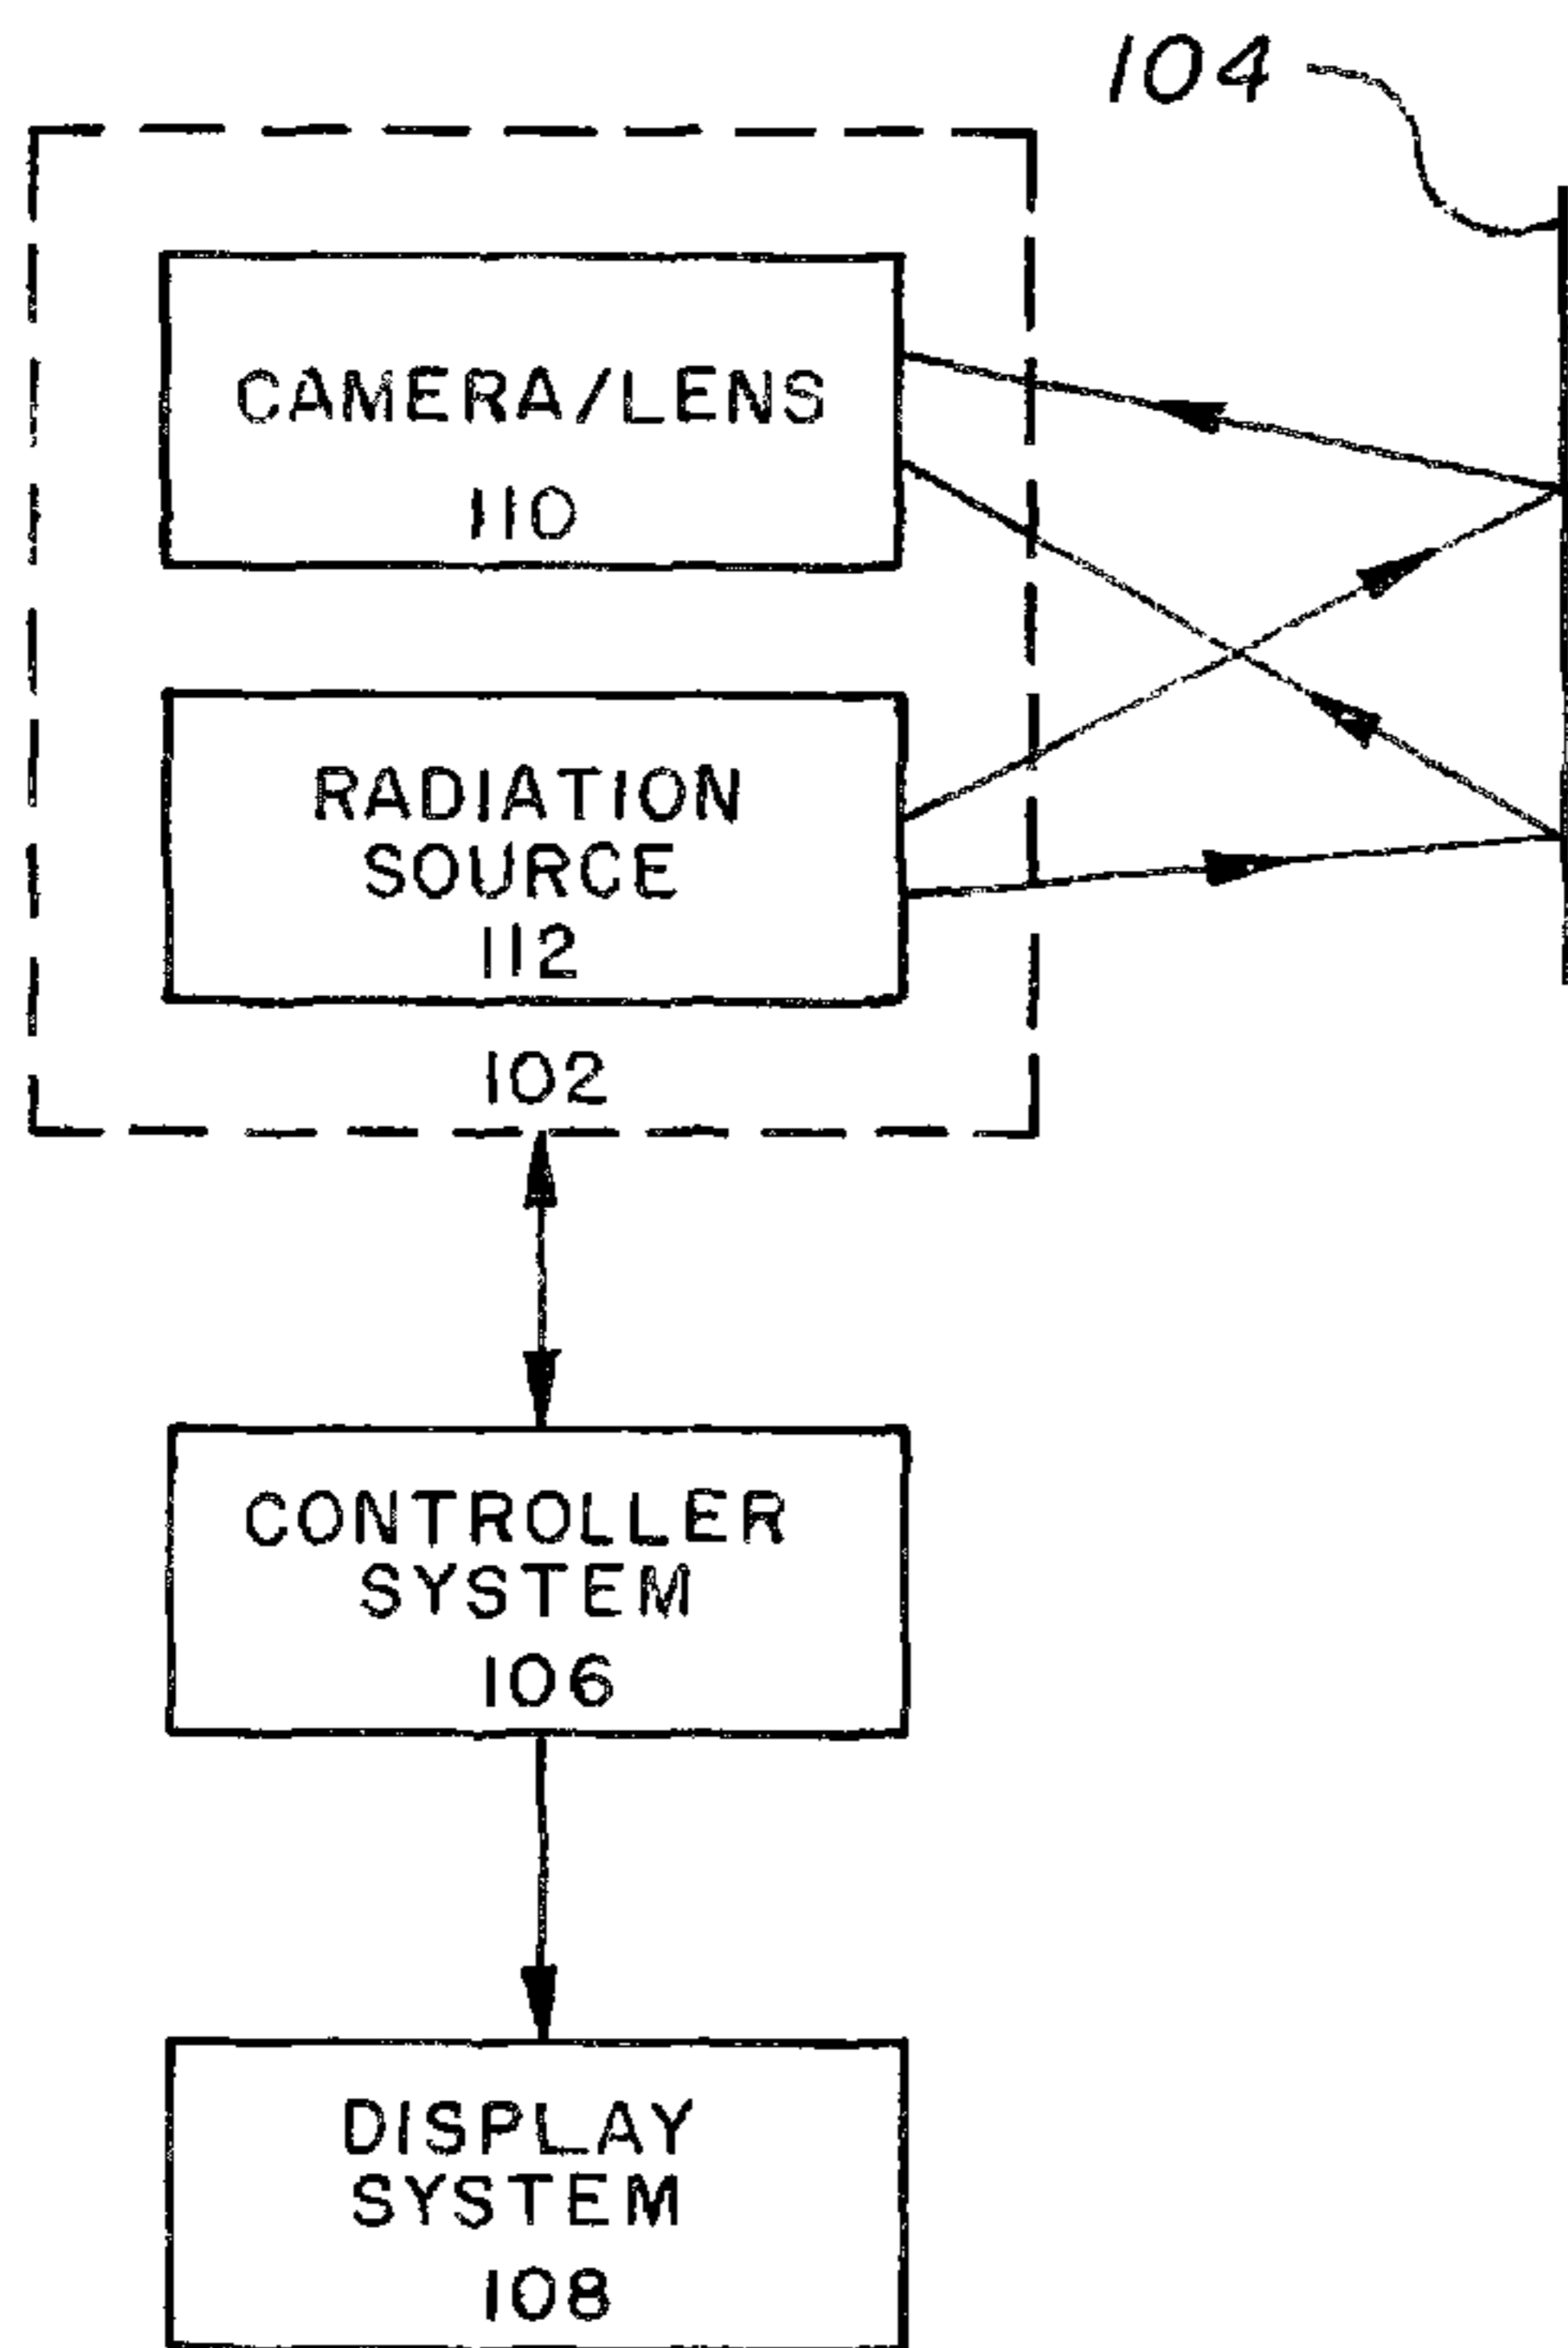 104
CAMERA/LENS
110
RADIATION
SOURCE
112
102
CONTROLLER
SYSTEM
106
DISPLAY
SYSTEM
108